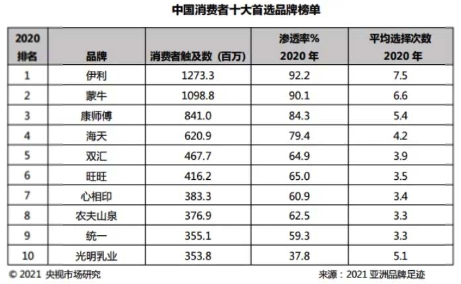 中国消费者十大首选品牌榜单
2020 排名 品牌 消费者触及数（百万） 渗透率% 2020 年 平均选择次数 2020 年
1 伊利 1273.3 92.2 7.5
2 蒙牛 1098.8 90.1 6.6
3 康师傅 841.0 84.3 5.4
4 海天 620.9 79.4 4.2
5 双汇 467.7 64.9 3.9
6 旺旺 416.2 65.0 3.5
7 心相印 383.3 60.9 3.4
8 农夫山泉 376.9 62.5 3.3
9 统一 355.1 59.3 3.3
10 光明乳业 353.8 37.8 5.1
© 2021 央视市场研究 来源：2021 亚洲品牌足迹